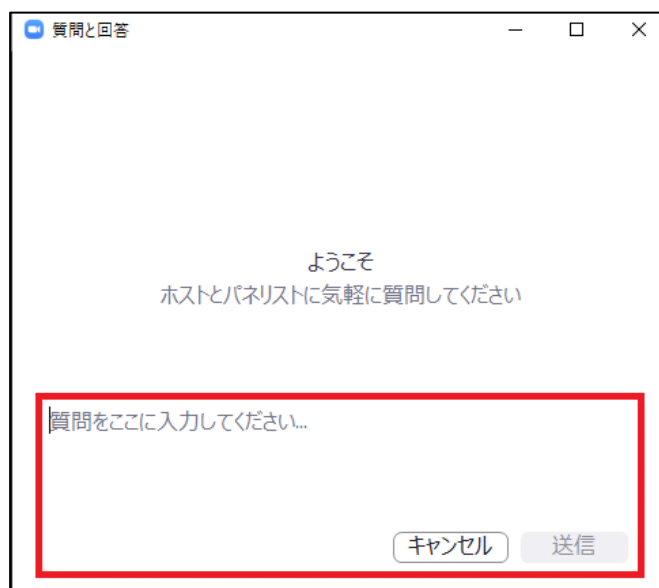 質問と回答
ようこそ
ホストとパネリストに気軽に質問してください
質問をここに入力してください...
キャンセル 送信